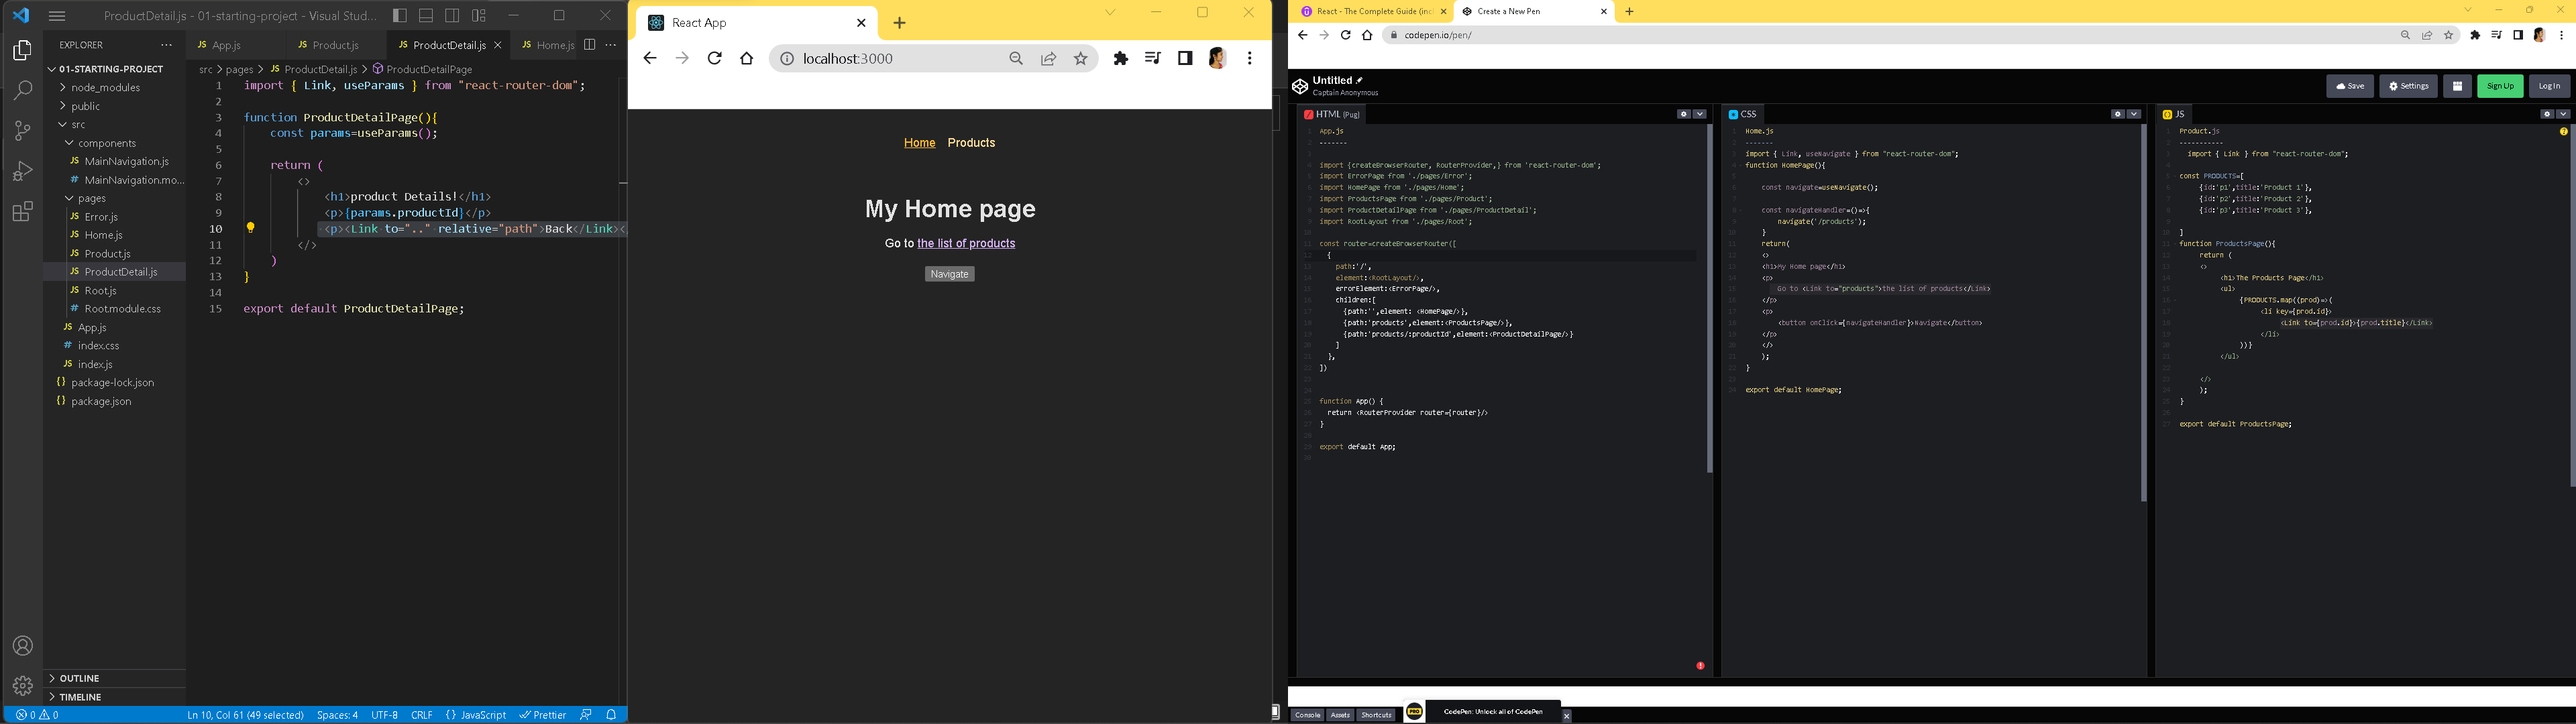 ProductDetail.js - 01-starting-project - Visual Stud...
EXPLORER
01-STARTING-PROJECT
node_modules
public
src
components
MainNavigation.js
MainNavigation.mo...
pages
Error.js
Home.js
Product.js
ProductDetail.js
Root.js
Root.module.css
App.js
index.css
index.js
package-lock.json
package.json
OUTLINE
TIMELINE
App.js
Product.js
ProductDetail.js
Home.js
src > pages > JS ProductDetail.js > ProductDetailPage
1 import { Link, useParams } from "react-router-dom";
2
3 function ProductDetailPage(){
4 const params=useParams();
5
6 return (
7 <>
8 <h1>product Details!</h1>
9 <p>{params.productId}</p>
10 <p><Link to=".." relative="path">Back</Link></
11 </>
12 )
13 }
14
15 export default ProductDetailPage;
0 0 Ln 10, Col 61 (49 selected) Spaces: 4 UTF-8 CRLF {} JavaScript Prettier
React App
localhost:3000
Home Products
My Home page
Go to the list of products
Navigate
React - The Complete Guide (incl
Create a New Pen
codepen.io/pen/
Untitled
Captain Anonymous
Save Settings Sign Up Log In
HTML (Pug)
App.js
-------
import {createBrowserRouter, RouterProvider,} from 'react-router-dom';
import ErrorPage from './pages/Error';
import HomePage from './pages/Home';
import ProductsPage from './pages/Product';
import ProductDetailPage from './pages/ProductDetail';
import RootLayout from './pages/Root';
const router=createBrowserRouter([
{
path:'/',
element:<RootLayout/>,
errorElement:<ErrorPage/>,
children:[
{path:'',element: <HomePage/>},
{path:'products',element:<ProductsPage/>},
{path:'products/:productId',element:<ProductDetailPage/>}
]
},
])
function App() {
return <RouterProvider router={router}/>
}
export default App;
CSS
Home.js
-------
import { Link, useNavigate } from "react-router-dom";
function HomePage(){
const navigate=useNavigate();
const navigateHandler=()=>{
navigate('/products');
}
return(
<>
<h1>My Home page</h1>
<p>
Go to <Link to="products">the list of products</Link>
</p>
<p>
<button onClick={navigateHandler}>Navigate</button>
</p>
</>
);
}
export default HomePage;
JS
Product.js
-----------
import { Link } from "react-router-dom";
const PRODUCTS=[
{id:'p1',title:'Product 1'},
{id:'p2',title:'Product 2'},
{id:'p3',title:'Product 3'},
]
function ProductsPage(){
return (
<>
<h1>The Products Page</h1>
<ul>
{PRODUCTS.map((prod)=>(
<li key={prod.id}>
<Link to={prod.id}>{prod.title}</Link>
</li>
))}
</ul>
</>
);
}
export default ProductsPage;
Console Assets Shortcuts
PRO
CodePen: Unlock all of CodePen